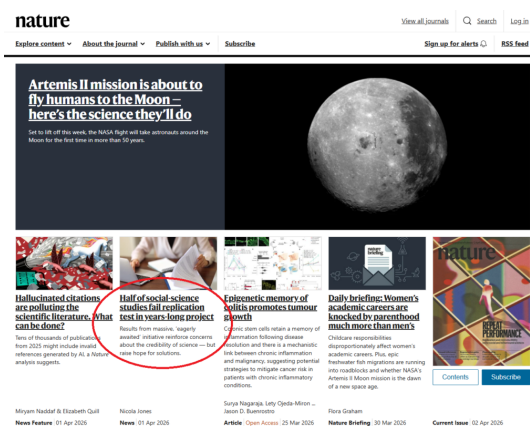 nature
View all journals
Search
Log in
Explore content
About the journal
Publish with us
Subscribe
Sign up for alerts
RSS feed
Artemis II mission is about to
fly humans to the Moon —
here's the science they'll do
Set to lift off this week, the NASA flight will take astronauts around the
Moon for the first time in more than 50 years.
Hallucinated citations
are polluting the
scientific literature. What
can be done?
Tens of thousands of publications
from 2025 might include invalid
references generated by AI, a Nature
analysis suggests.
Miryam Naddaf & Elizabeth Quill
News Feature 01 Apr 2026
Half of social-science
studies fail replication
test in years-long project
Results from massive, 'eagerly
awaited' initiative reinforce concerns
about the credibility of science — but
raise hope for solutions.
Nicola Jones
News 01 Apr 2026
Epigenetic memory of
colitis promotes tumour
growth
Colonic stem cells retain a memory of
inflammation following disease
resolution and there is a mechanistic
link between chronic inflammation
and malignancy, suggesting potential
strategies to mitigate cancer risk in
patients with chronic inflammatory
conditions.
Surya Nagaraja, Lety Ojeda-Miron ...
Jason D. Buenrostro
Article Open Access 25 Mar 2026
nature
briefing
Daily briefing: Women's
academic careers are
knocked by parenthood
much more than men's
Childcare responsibilities
disproportionately affect women's
academic careers. Plus, epic
freshwater fish migrations are running
into roadblocks and whether NASA's
Artemis II Moon mission is the dawn
of a new space age.
Flora Graham
Nature Briefing 30 Mar 2026
nature
REPEAT
PERFORMANCE
Contents
Subscribe
Current Issue 02 Apr 2026